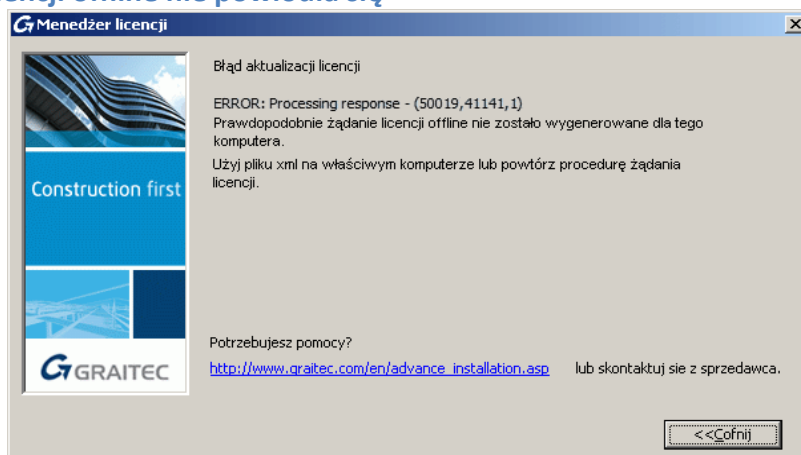 Menedżer licencji
Błąd aktualizacji licencji
ERROR: Processing response - (50019,41141,1)
Prawdopodobnie żądanie licencji offline nie zostało wygenerowane dla tego
komputera.
Użyj pliku xml na właściwym komputerze lub powtórz procedurę żądania
licencji.
Construction first
Potrzebujesz pomocy?
http://www.graitec.com/en/advance_installation.asp lub skontaktuj sie z sprzedawca.
GRAITEC
<<Cofnij